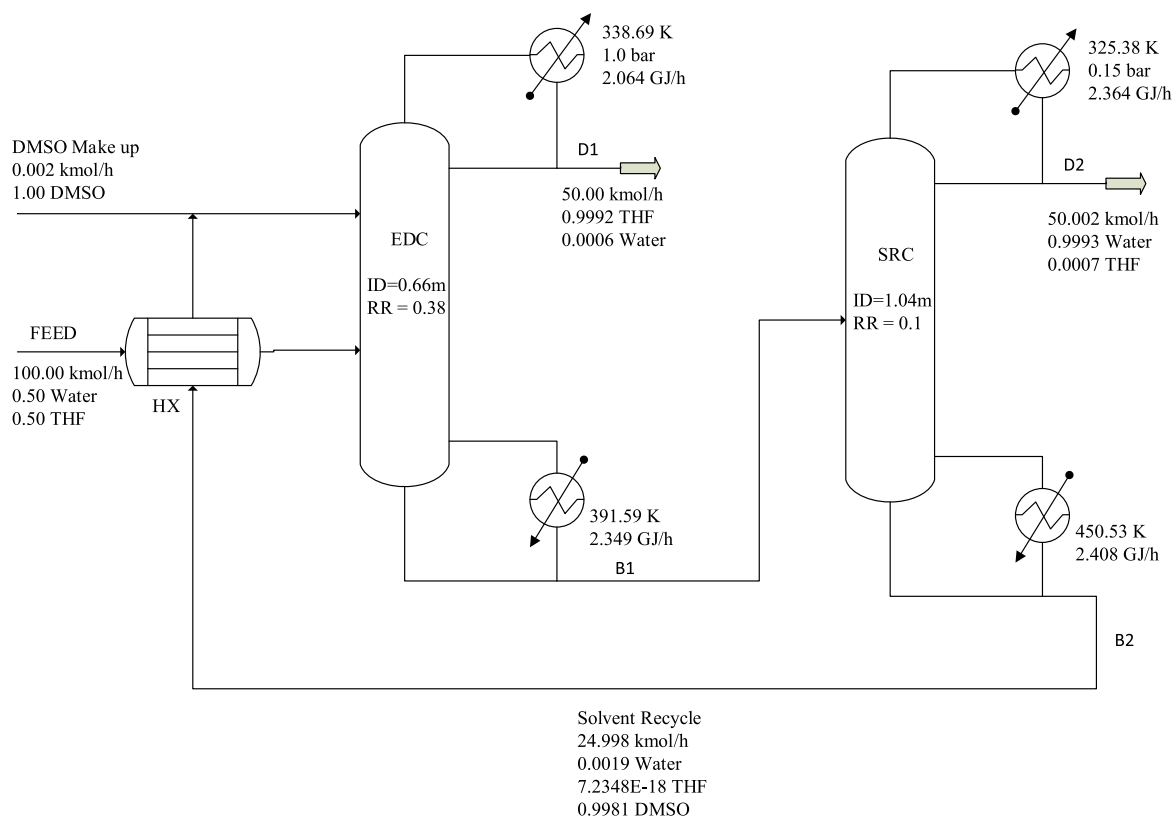 338.69 K
1.0 bar
2.064 GJ/h
325.38 K
0.15 bar
2.364 GJ/h
DMSO Make up
0.002 kmol/h
1.00 DMSO
D1
50.00 kmol/h
0.9992 THF
0.0006 Water
D2
50.002 kmol/h
0.9993 Water
0.0007 THF
EDC
ID=0.66m
RR = 0.38
SRC
ID=1.04m
RR = 0.1
FEED
100.00 kmol/h
0.50 Water
0.50 THF
HX
391.59 K
2.349 GJ/h
B1
450.53 K
2.408 GJ/h
B2
Solvent Recycle
24.998 kmol/h
0.0019 Water
7.2348E-18 THF
0.9981 DMSO